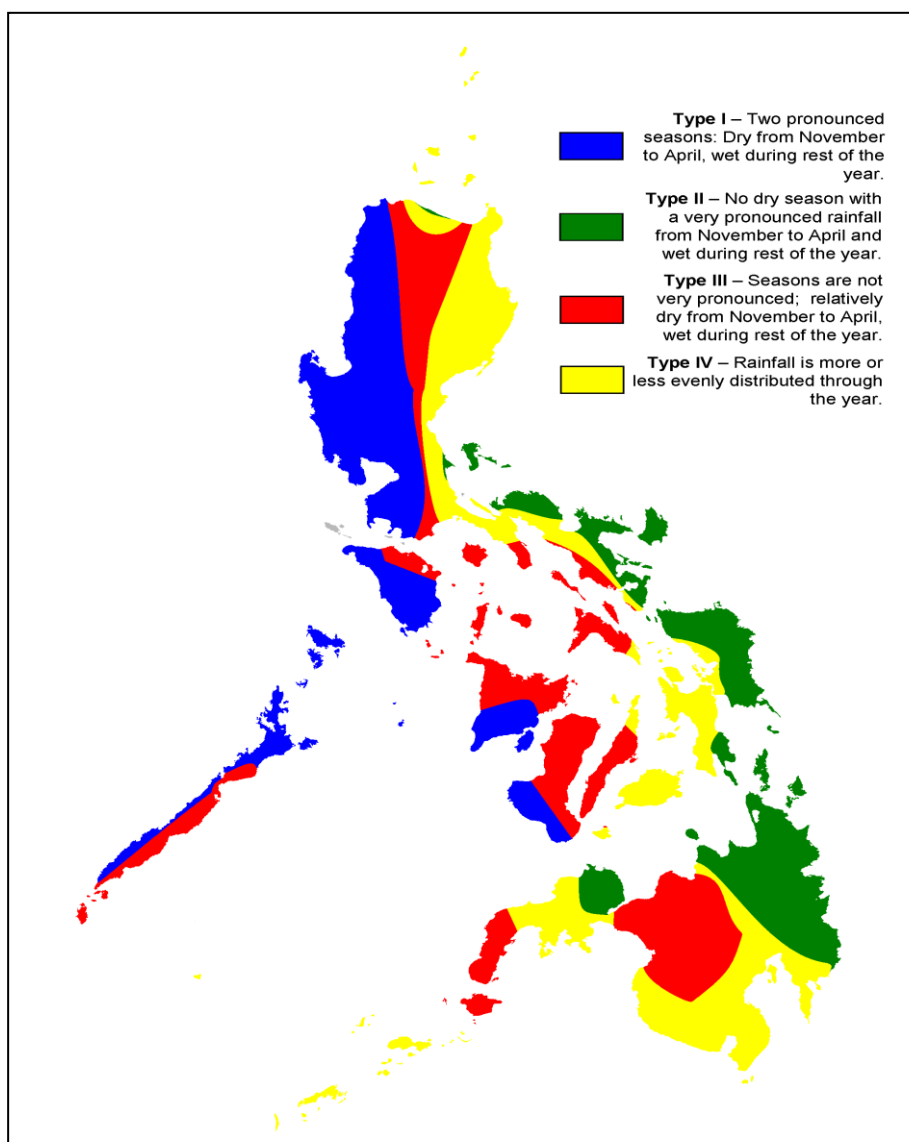 Type I – Two pronounced
seasons: Dry from November
to April, wet during rest of the
year.
Type II – No dry season with
a very pronounced rainfall
from November to April and
wet during rest of the year.
Type III – Seasons are not
very pronounced; relatively
dry from November to April,
wet during rest of the year.
Type IV – Rainfall is more or
less evenly distributed through
the year.